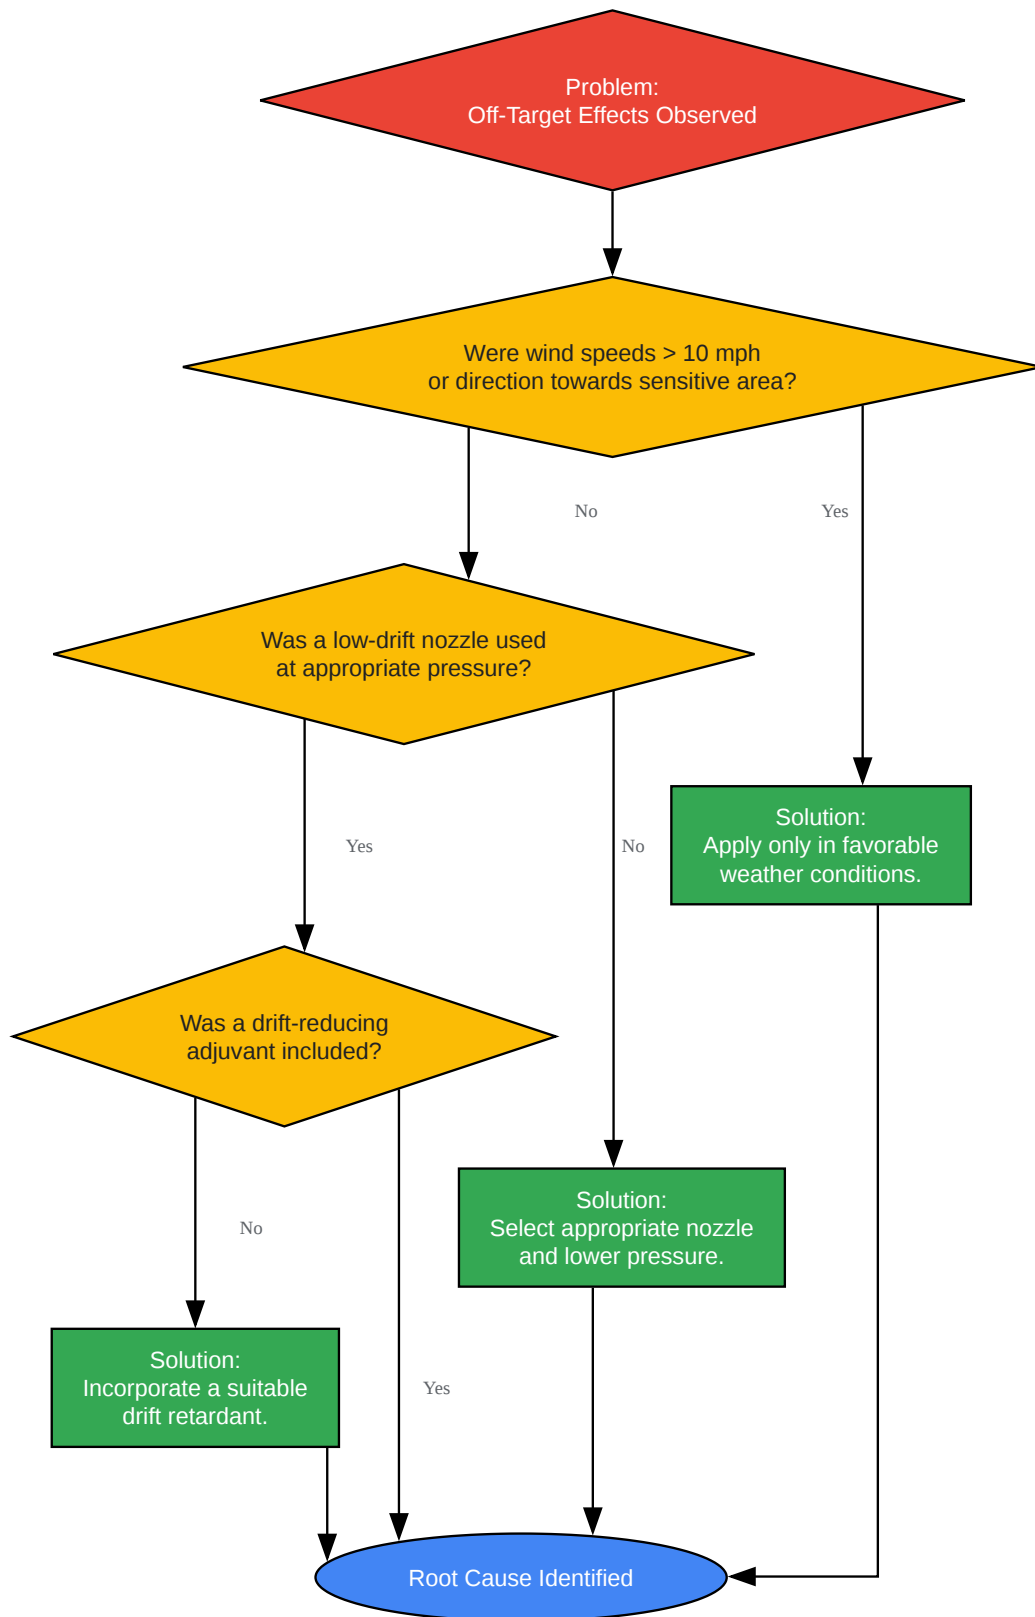 Problem:
Off-Target Effects Observed
Were wind speeds > 10 mph
or direction towards sensitive area?
No
Yes
Was a low-drift nozzle used
at appropriate pressure?
Solution:
Apply only in favorable
weather conditions.
Yes
No
Was a drift-reducing
adjuvant included?
Solution:
Select appropriate nozzle
and lower pressure.
No
Solution:
Incorporate a suitable
drift retardant.
Yes
Root Cause Identified